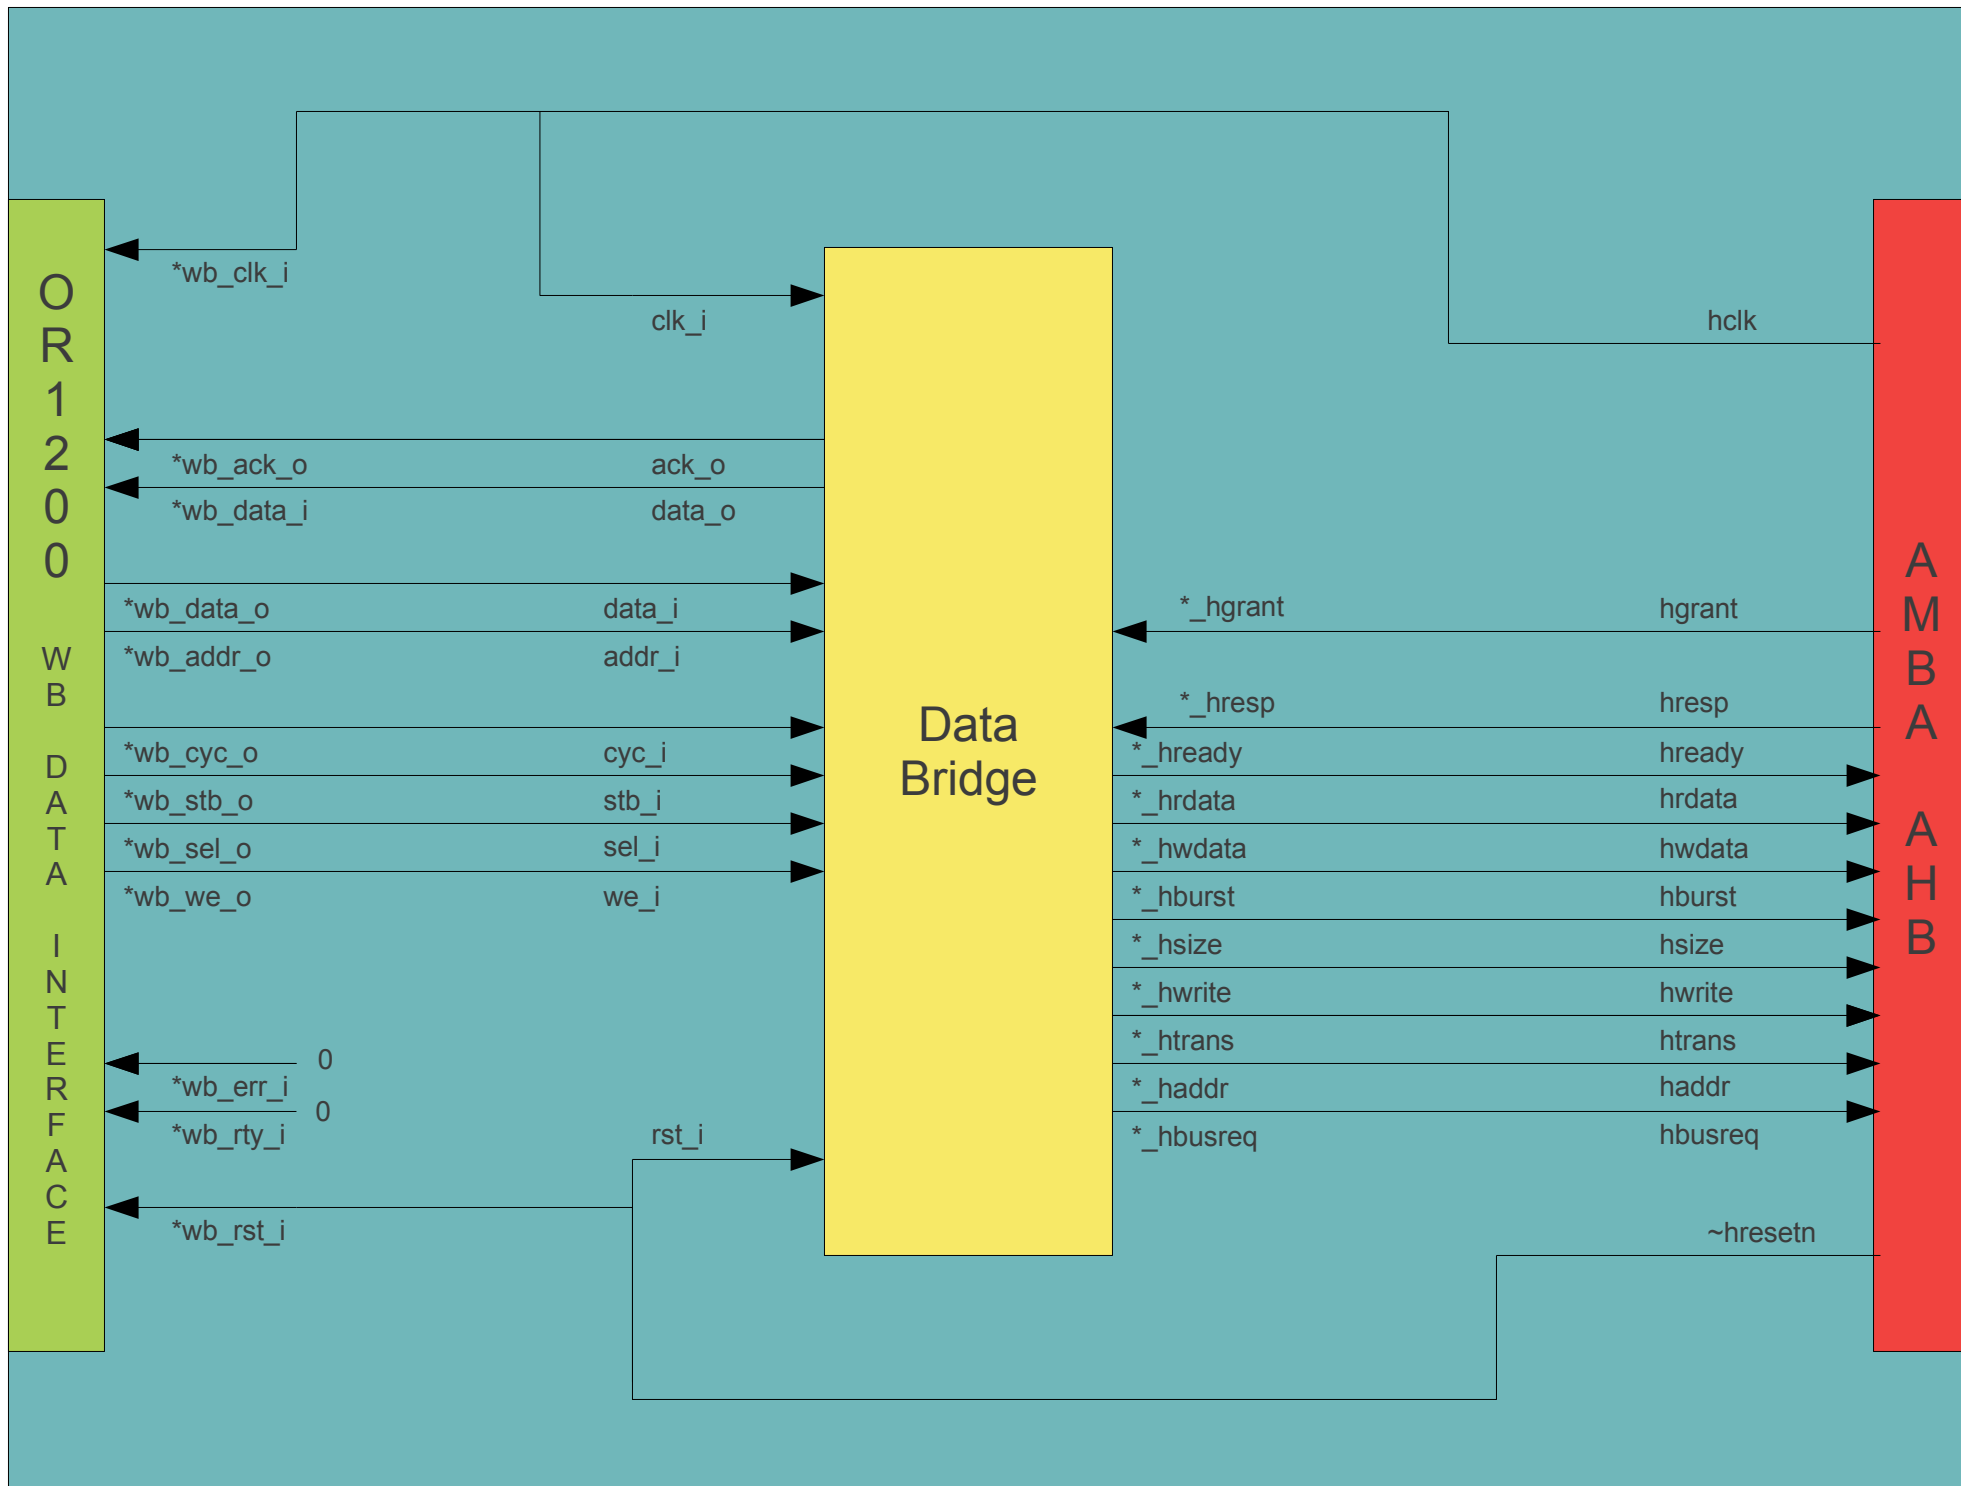 OR1200 WB DATA INTERFACE
*wb_clk_i
clk_i
hclk
*wb_ack_o
ack_o
*wb_data_i
data_o
*wb_data_o
data_i
*wb_addr_o
addr_i
*wb_cyc_o
cyc_i
*wb_stb_o
stb_i
*wb_sel_o
sel_i
*wb_we_o
we_i
0
*wb_err_i
0
*wb_rty_i
rst_i
*wb_rst_i
Data
Bridge
*_hgrant
hgrant
*_hresp
hresp
*_hready
hready
*_hrdata
hrdata
*_hwdata
hwdata
*_hburst
hburst
*_hsize
hsize
*_hwrite
hwrite
*_htrans
htrans
*_haddr
haddr
*_hbusreq
hbusreq
~hresetn
AMBA AHB